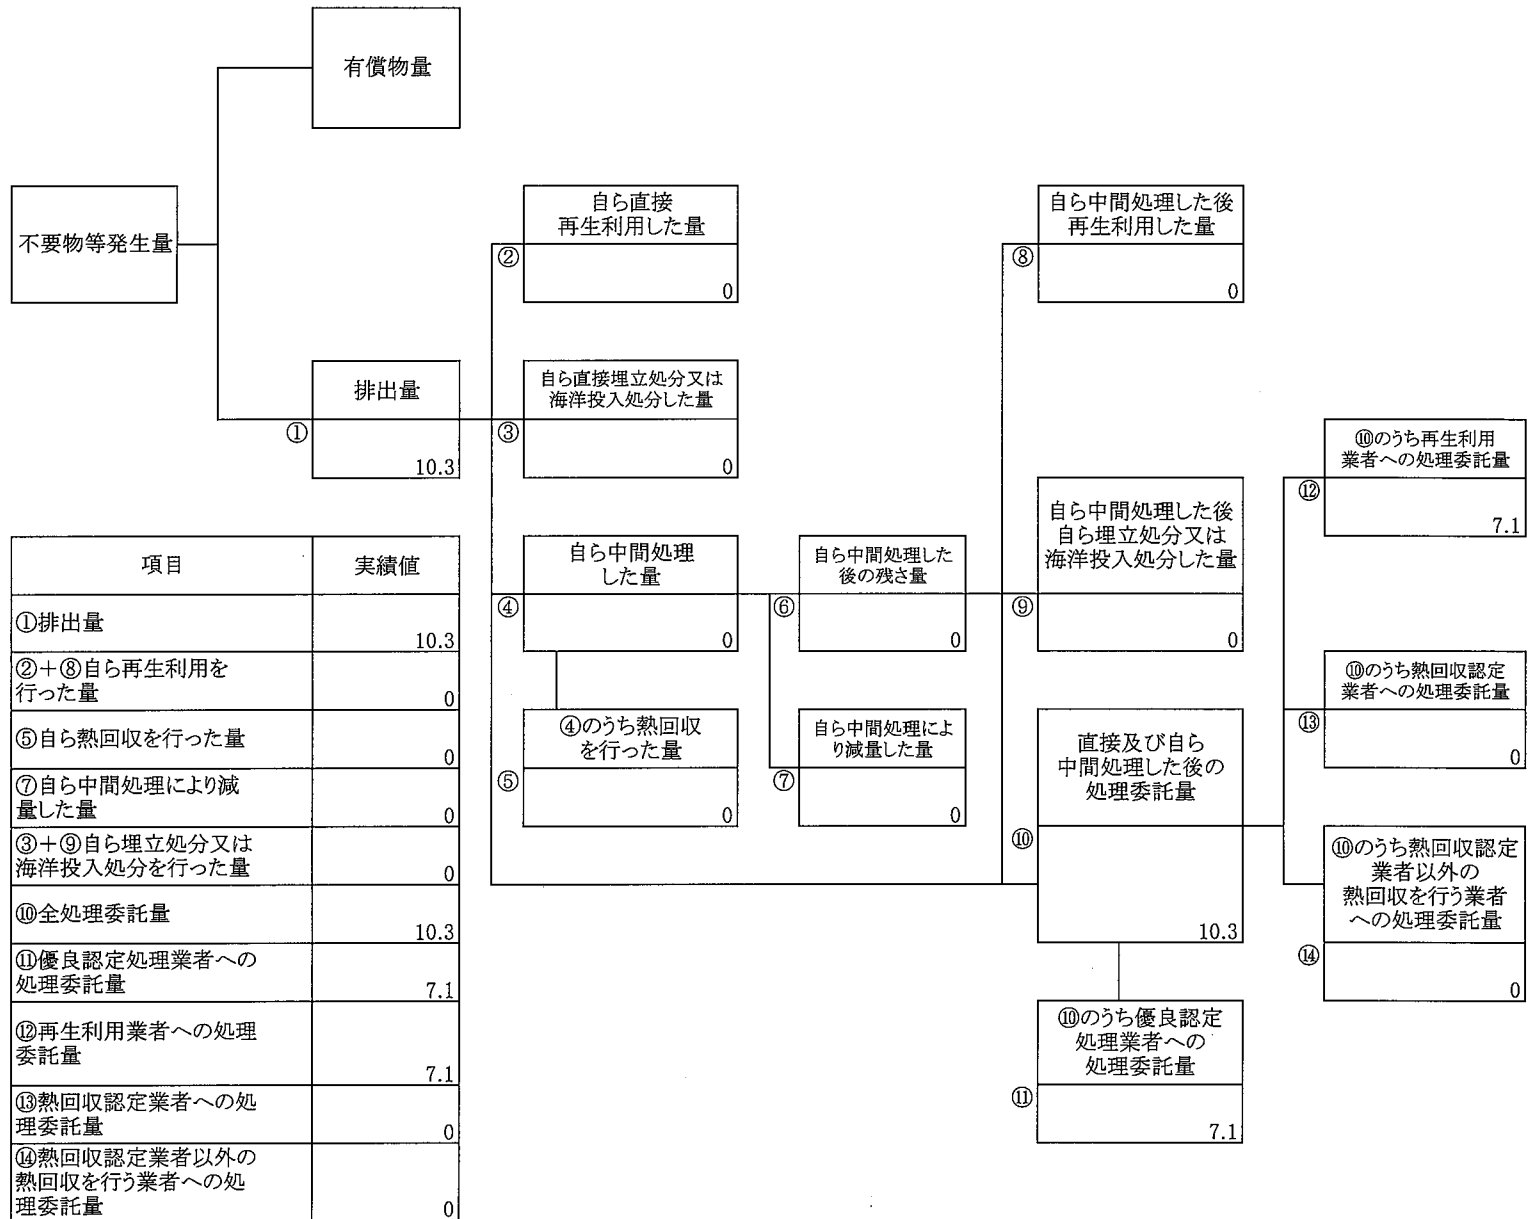 有償物量
不要物等発生量
自ら直接
再生利用した量
②
0
自ら中間処理した後
再生利用した量
⑧
0
排出量
①
10.3
自ら直接埋立処分又は
海洋投入処分した量
③
0
⑩のうち再生利用
業者への処理委託量
⑫
7.1
自ら中間処理
した量
④
0
自ら中間処理した
後の残さ量
⑥
0
自ら中間処理した後
自ら埋立処分又は
海洋投入処分した量
⑨
0
⑩のうち熱回収認定
業者への処理委託量
⑬
0
④のうち熱回収
を行った量
⑤
0
自ら中間処理によ
り減量した量
⑦
0
直接及び自ら
中間処理した後の
処理委託量
⑩
10.3
⑩のうち熱回収認定
業者以外の
熱回収を行う業者
への処理委託量
⑭
0
⑩のうち優良認定
処理業者への
処理委託量
⑪
7.1
項目 実績値
①排出量
10.3
②+⑧自ら再生利用を
行った量
0
⑤自ら熱回収を行った量
0
⑦自ら中間処理により減
量した量
0
③+⑨自ら埋立処分又は
海洋投入処分を行った量
0
⑩全処理委託量
10.3
⑪優良認定処理業者への
処理委託量
7.1
⑫再生利用業者への処理
委託量
7.1
⑬熱回収認定業者への処
理委託量
0
⑭熱回収認定業者以外の
熱回収を行う業者への処
理委託量
0